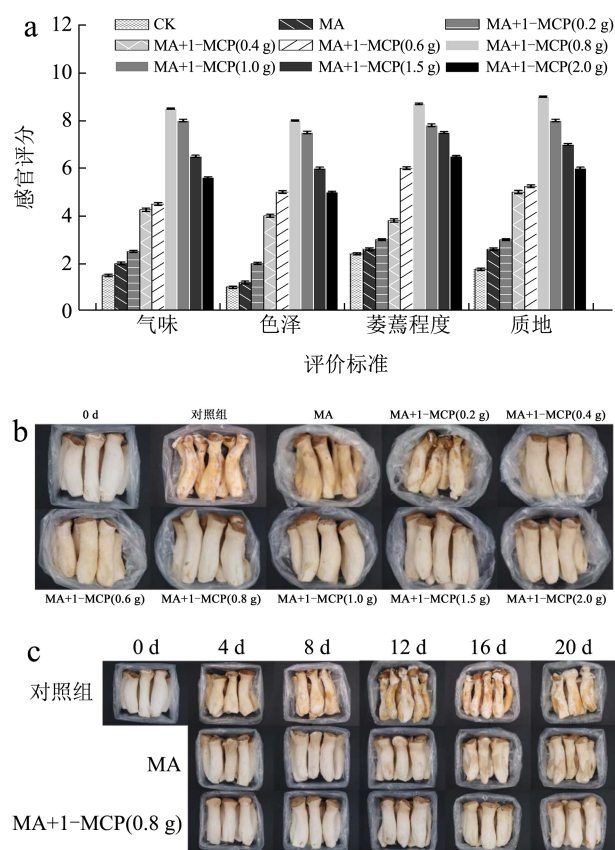 a
CK MA MA+1-MCP(0.2 g)
MA+1-MCP(0.4 g) MA+1-MCP(0.6 g) MA+1-MCP(0.8 g)
MA+1-MCP(1.0 g) MA+1-MCP(1.5 g) MA+1-MCP(2.0 g)
12
10
8
6
4
2
0
感官评分
气味 色泽 萎蔫程度 质地
评价标准
b
0 d 对照组 MA MA+1-MCP(0.2 g) MA+1-MCP(0.4 g)
MA+1-MCP(0.6 g) MA+1-MCP(0.8 g) MA+1-MCP(1.0 g) MA+1-MCP(1.5 g) MA+1-MCP(2.0 g)
c
0 d 4 d 8 d 12 d 16 d 20 d
对照组
MA
MA+1-MCP(0.8 g)